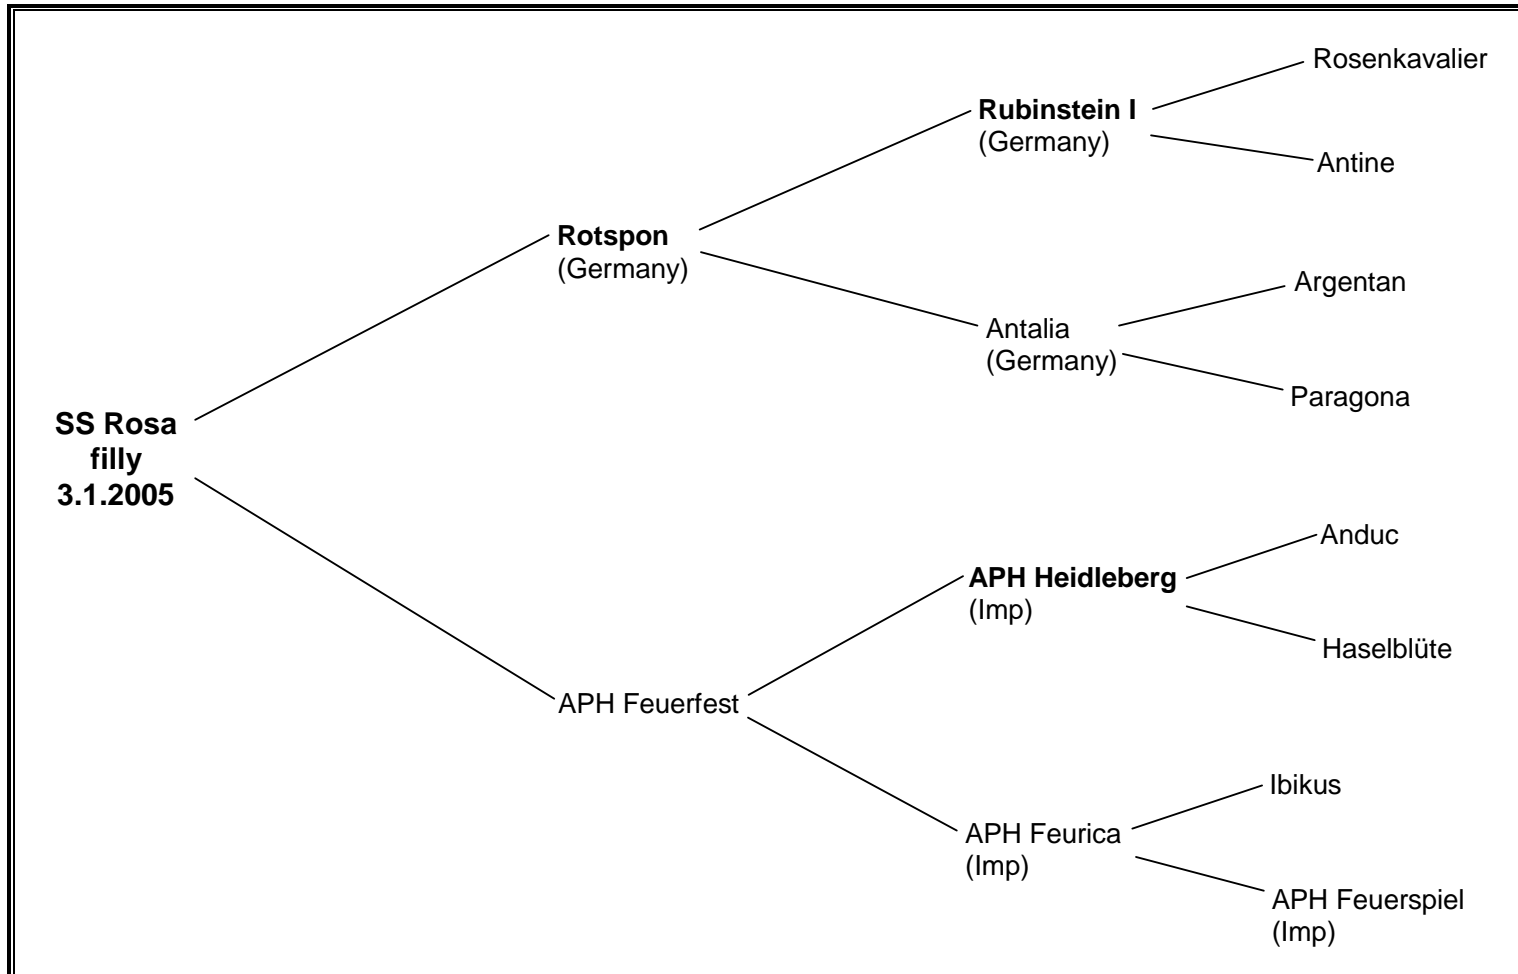 Rosenkavalier
Rubinstein I
(Germany)
Antine
Rotspon
(Germany)
Argentan
Antalia
(Germany)
Paragona
SS Rosa
filly
3.1.2005
Anduc
APH Heidleberg
(Imp)
Haselblüte
APH Feuerfest
Ibikus
APH Feurica
(Imp)
APH Feuerspiel
(Imp)